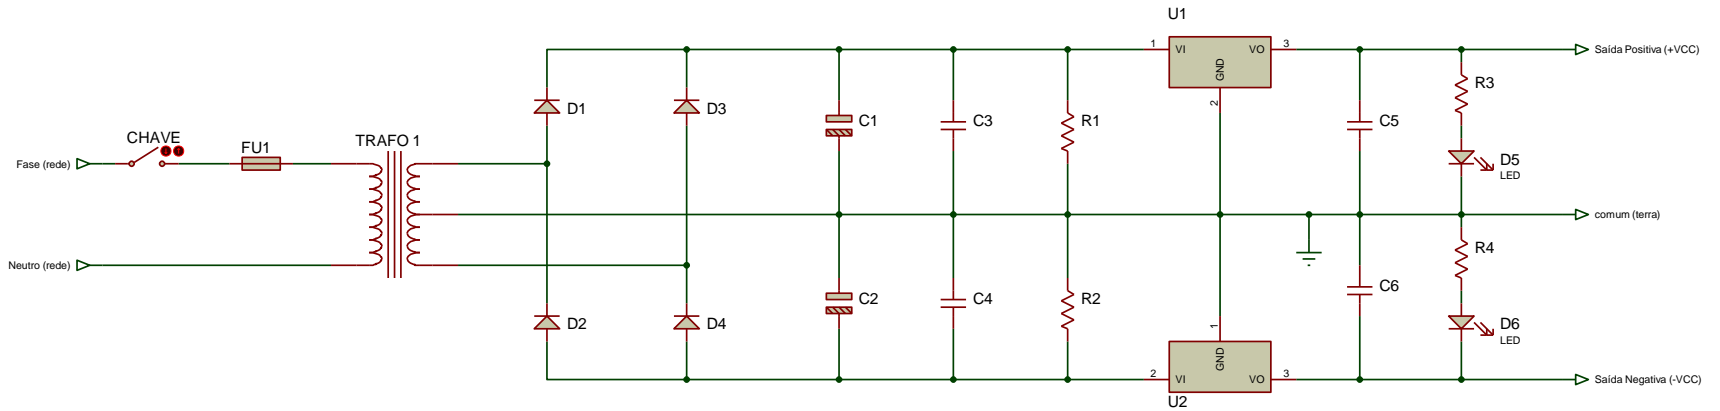 U1
1
VI
VO
3
GND
2
Saída Positiva (+VCC)
D1
D3
C1
C3
R1
C5
R3
CHAVE
FU1
TRAFO 1
Fase (rede)
D5
LED
comum (terra)
Neutro (rede)
R4
C2
C4
R2
C6
D2
D4
D6
LED
1
GND
2
VI
VO
3
Saída Negativa (-VCC)
U2